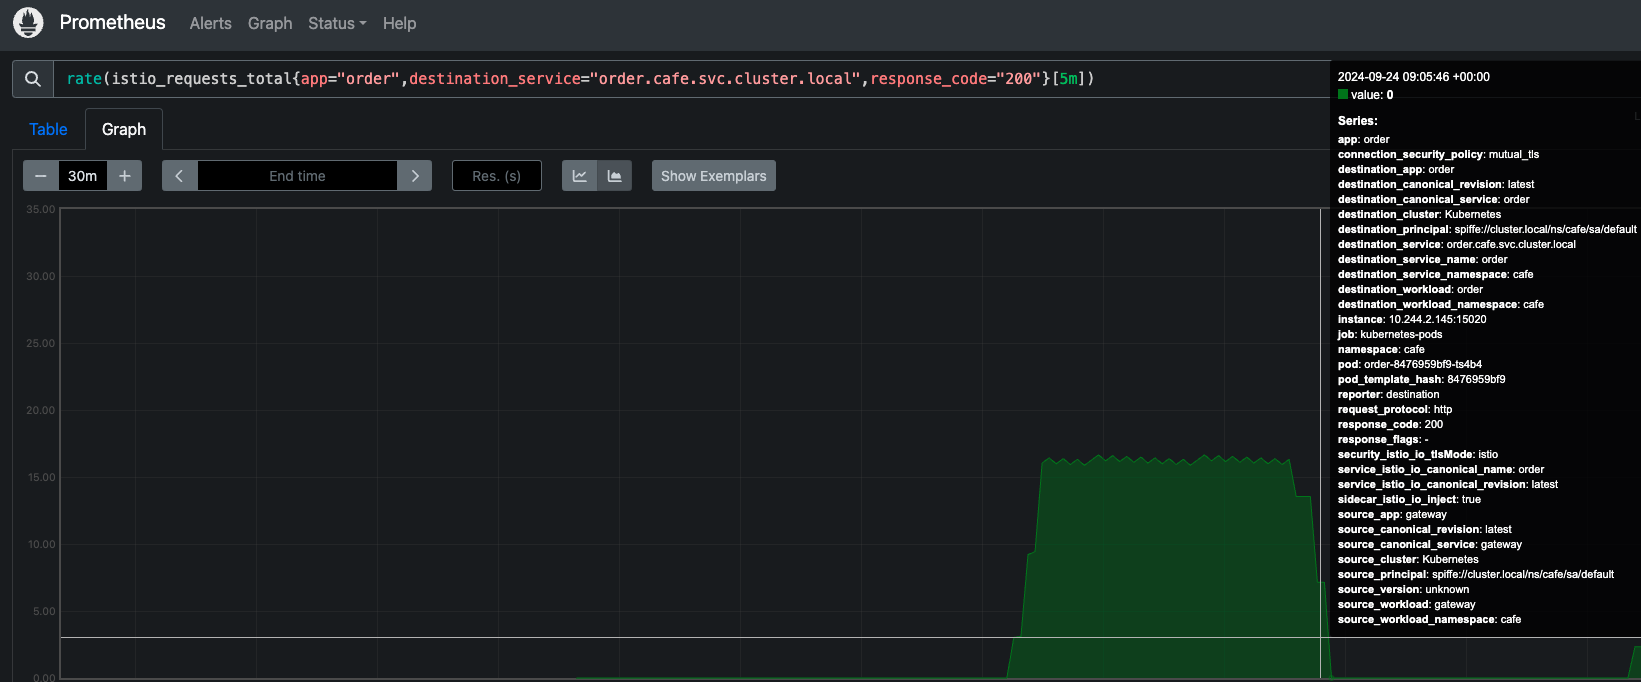 Prometheus Alerts Graph Status Help
rate(istio_requests_total{app="order",destination_service="order.cafe.svc.cluster.local",response_code="200"}[5m])
Table Graph
− 30m + < End time > Res. (s) Show Exemplars
35.00
30.00
25.00
20.00
15.00
10.00
5.00
0.00
2024-09-24 09:05:46 +00:00
value: 0
Series:
app: order
connection_security_policy: mutual_tls
destination_app: order
destination_canonical_revision: latest
destination_canonical_service: order
destination_cluster: Kubernetes
destination_principal: spiffe://cluster.local/ns/cafe/sa/default
destination_service: order.cafe.svc.cluster.local
destination_service_name: order
destination_service_namespace: cafe
destination_workload: order
destination_workload_namespace: cafe
instance: 10.244.2.145:15020
job: kubernetes-pods
namespace: cafe
pod: order-8476959bf9-ts4b4
pod_template_hash: 8476959bf9
reporter: destination
request_protocol: http
response_code: 200
response_flags: -
security_istio_io_tlsMode: istio
service_istio_io_canonical_name: order
service_istio_io_canonical_revision: latest
sidecar_istio_io_inject: true
source_app: gateway
source_canonical_revision: latest
source_canonical_service: gateway
source_cluster: Kubernetes
source_principal: spiffe://cluster.local/ns/cafe/sa/default
source_version: unknown
source_workload: gateway
source_workload_namespace: cafe